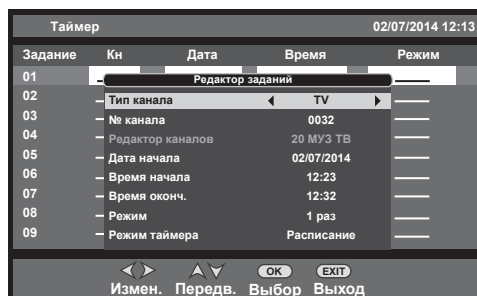 Таймер 02/07/2014 12:13
Задание Кн Дата Время Режим
01
Редактор заданий
02 Тип канала TV
03 № канала 0032
04 Редактор каналов 20 МУЗ ТВ
05 Дата начала 02/07/2014
06 Время начала 12:23
07 Время оконч. 12:32
08 Режим 1 раз
09 Режим таймера Расписание
OK EXIT
Измен. Передв. Выбор Выход